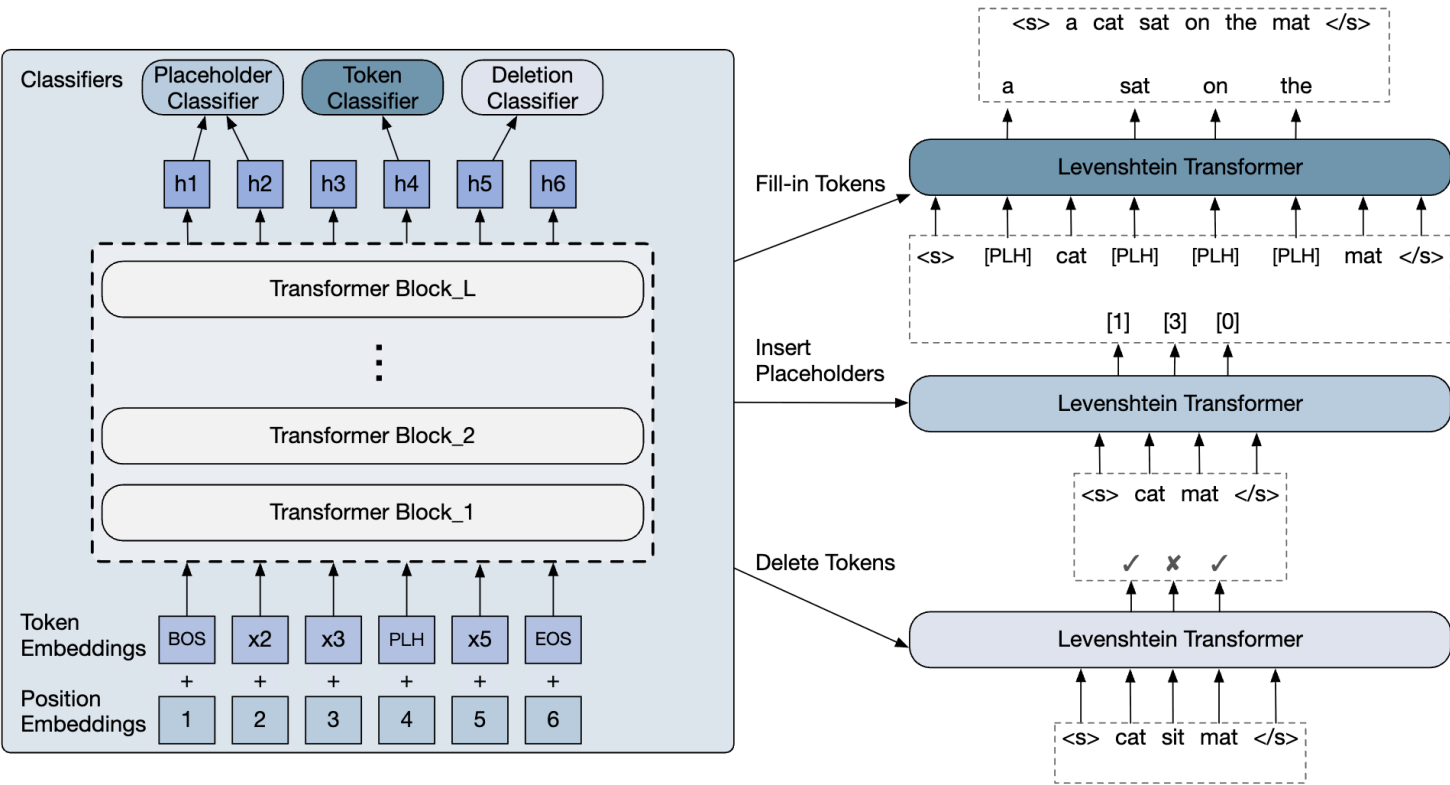 Classifiers
Placeholder
Classifier
Token
Classifier
Deletion
Classifier
h1 h2 h3 h4 h5 h6
Transformer Block_L
Transformer Block_2
Transformer Block_1
Token
Embeddings
BOS x2 x3 PLH x5 EOS
+ + + + + +
Position
Embeddings
1 2 3 4 5 6
Fill-in Tokens
Insert
Placeholders
Delete Tokens
<s> a cat sat on the mat </s>
a sat on the
Levenshtein Transformer
<s> [PLH] cat [PLH] [PLH] [PLH] mat </s>
[1] [3] [0]
Levenshtein Transformer
<s> cat mat </s>
✓ ✘ ✓
Levenshtein Transformer
<s> cat sit mat </s>